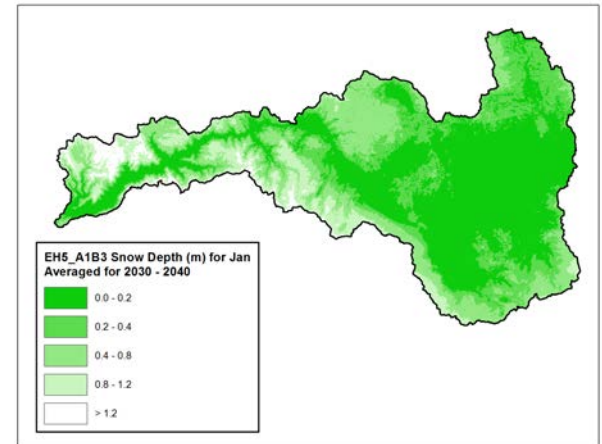 EH5_A1B3 Snow Depth (m) for Jan
Averaged for 2030 - 2040
0.0 - 0.2
0.2 - 0.4
0.4 - 0.8
0.8 - 1.2
> 1.2